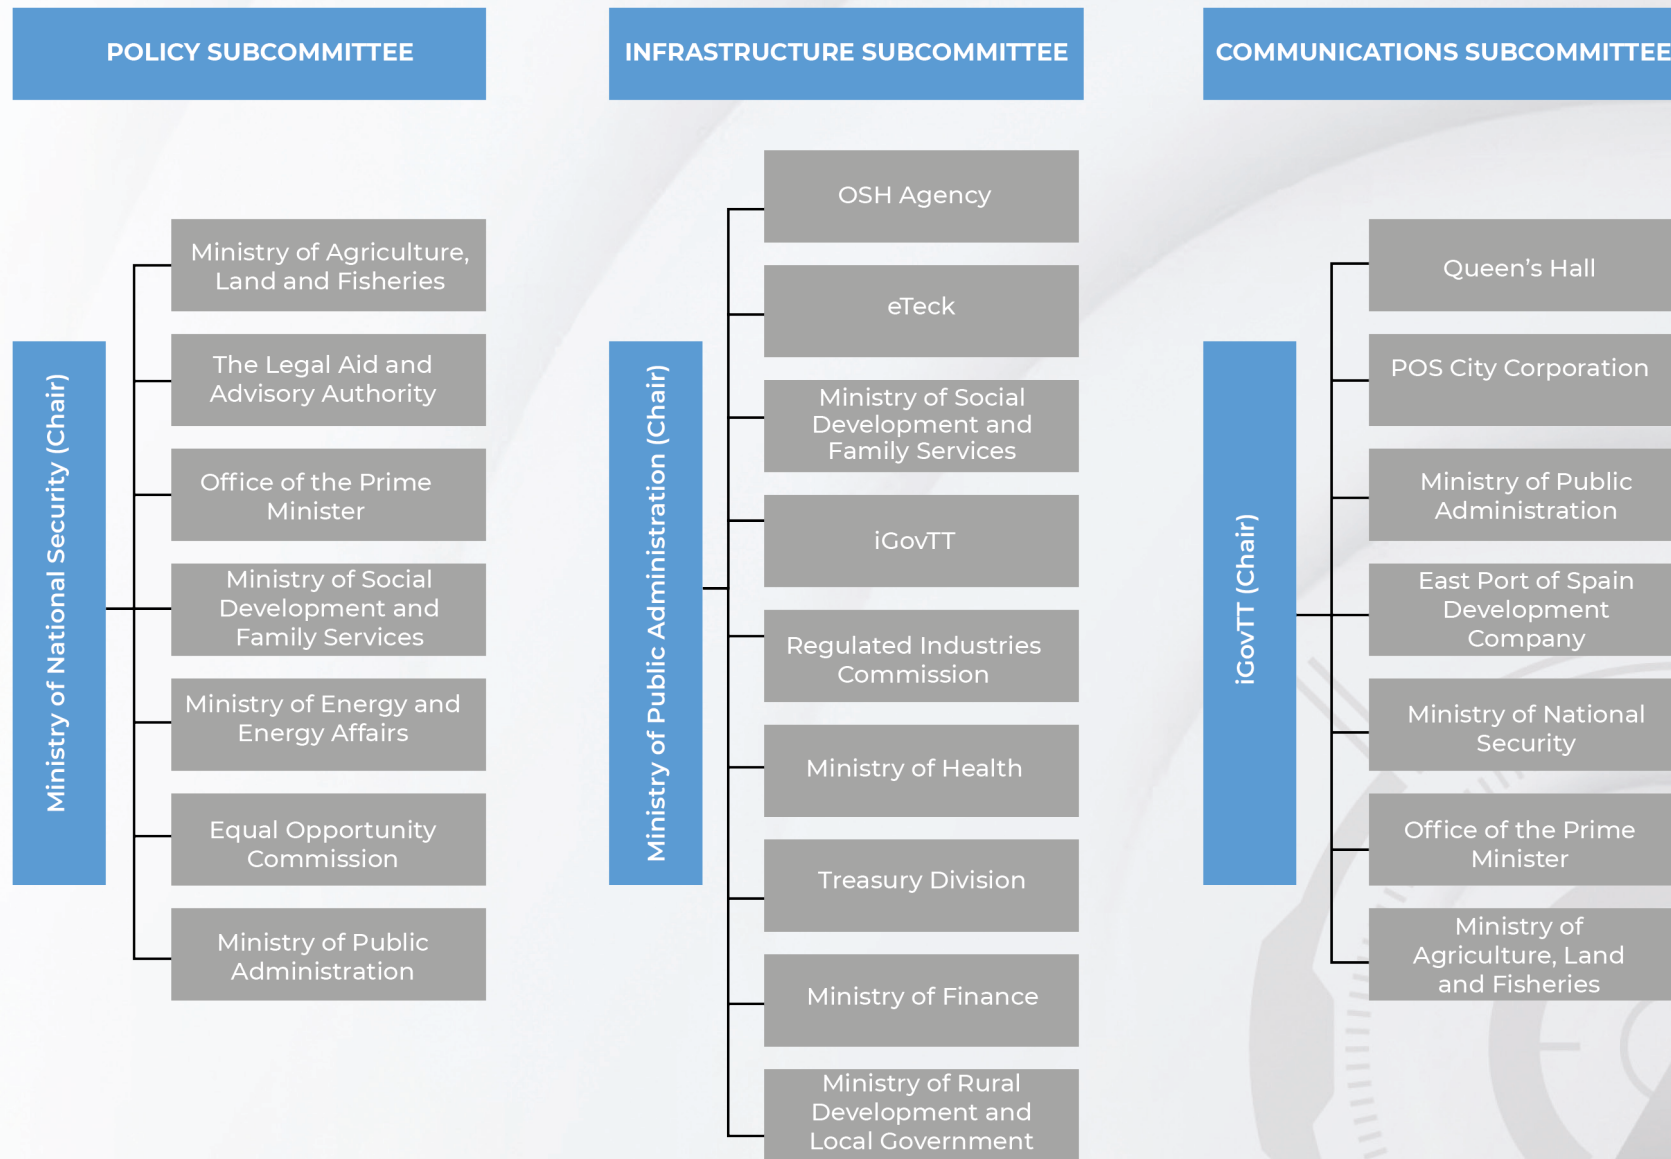 POLICY SUBCOMMITTEE
Ministry of National Security (Chair)
Ministry of Agriculture,
Land and Fisheries
The Legal Aid and
Advisory Authority
Office of the Prime
Minister
Ministry of Social
Development and
Family Services
Ministry of Energy and
Energy Affairs
Equal Opportunity
Commission
Ministry of Public
Administration
INFRASTRUCTURE SUBCOMMITTEE
Ministry of Public Administration (Chair)
OSH Agency
eTeck
Ministry of Social
Development and
Family Services
iGovTT
Regulated Industries
Commission
Ministry of Health
Treasury Division
Ministry of Finance
Ministry of Rural
Development and
Local Government
COMMUNICATIONS SUBCOMMITTEE
iGovTT (Chair)
Queen’s Hall
POS City Corporation
Ministry of Public
Administration
East Port of Spain
Development
Company
Ministry of National
Security
Office of the Prime
Minister
Ministry of
Agriculture, Land
and Fisheries